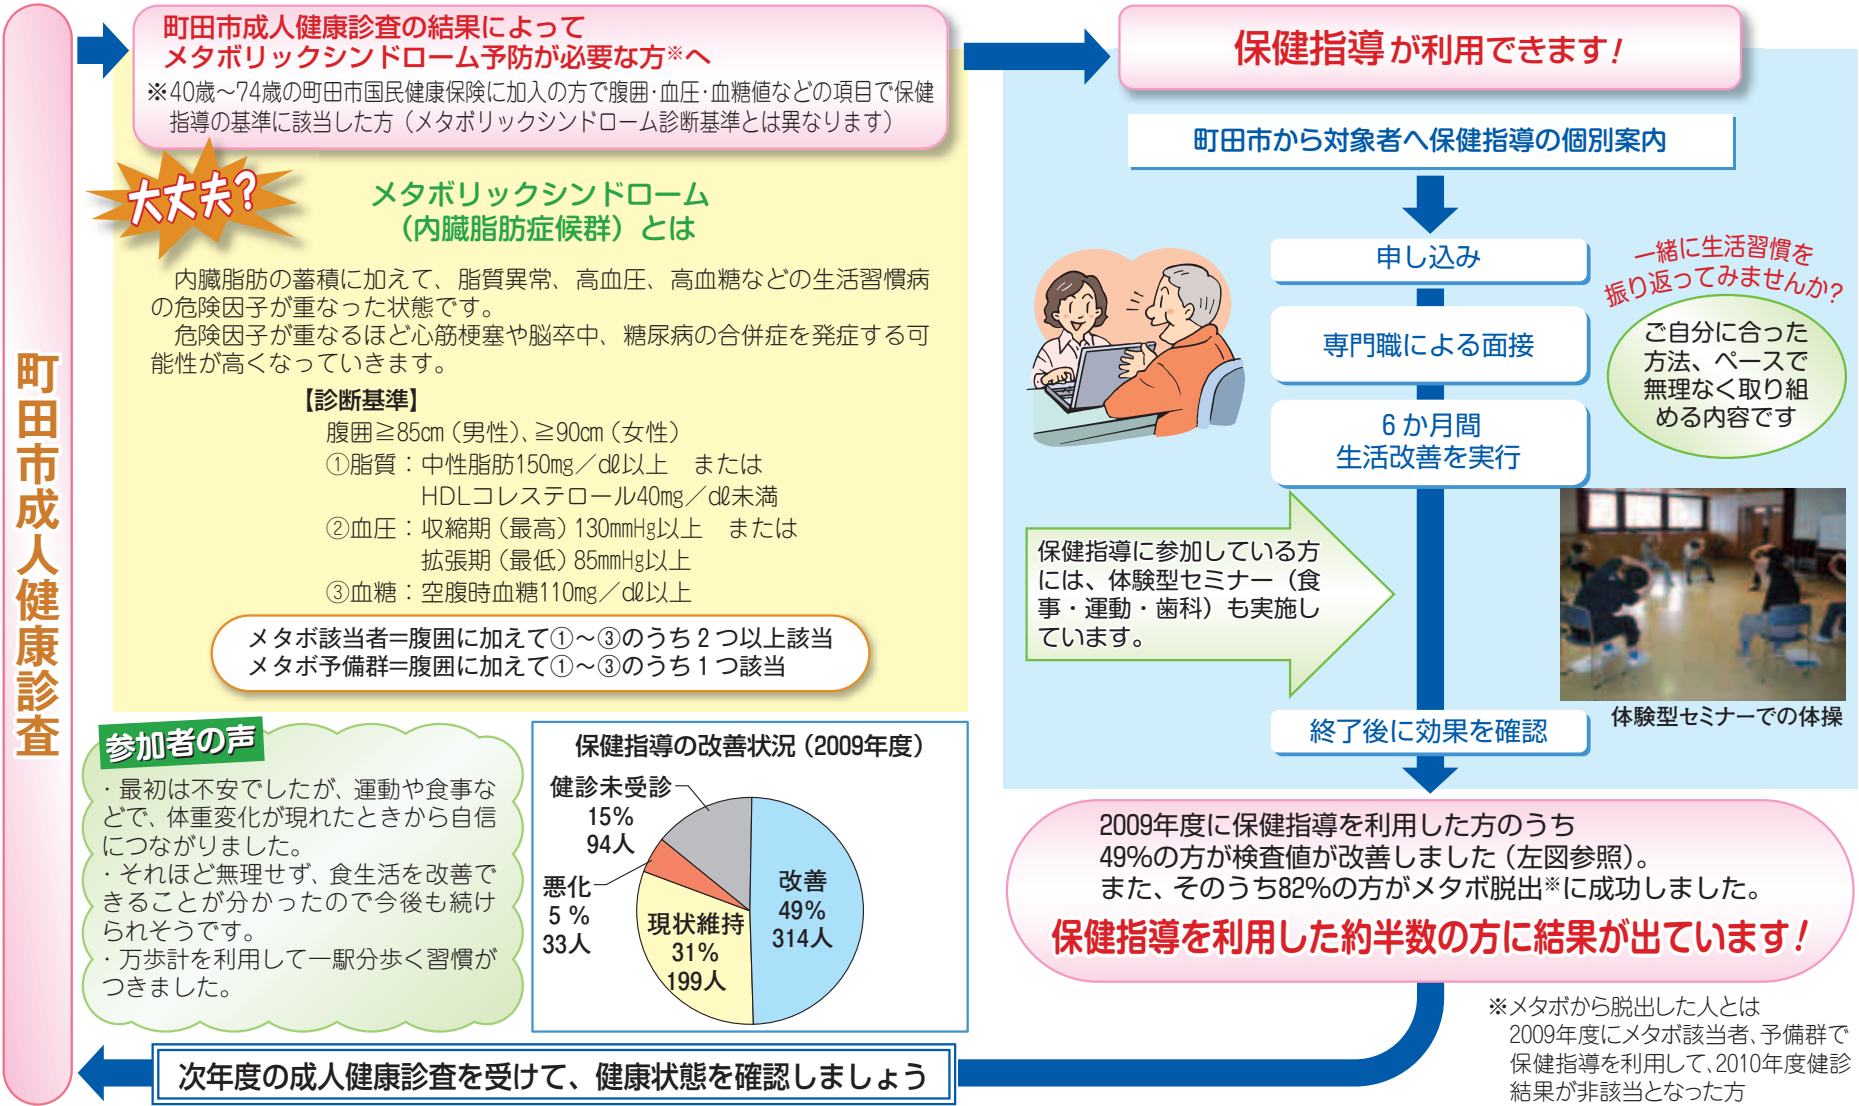 町田市成人健康診査
町田市成人健康診査の結果によって
メタボリックシンドローム予防が必要な方※へ
※40歳～74歳の町田市国民健康保険に加入の方で腹囲・血圧・血糖値などの項目で保健
指導の基準に該当した方（メタボリックシンドローム診断基準とは異なります）
大丈夫？
メタボリックシンドローム
（内臓脂肪症候群）とは
内臓脂肪の蓄積に加えて、脂質異常、高血圧、高血糖などの生活習慣病
の危険因子が重なった状態です。
危険因子が重なるほど心筋梗塞や脳卒中、糖尿病の合併症を発症する可
能性が高くなっていきます。
【診断基準】
腹囲≧85㎝（男性）、≧90㎝（女性）
①脂質：中性脂肪150㎎／㎗以上　または
HDLコレステロール40㎎／㎗未満
②血圧：収縮期（最高）130mmHg以上　または
拡張期（最低）85mmHg以上
③血糖：空腹時血糖110㎎／㎗以上
メタボ該当者＝腹囲に加えて①～③のうち２つ以上該当
メタボ予備群＝腹囲に加えて①～③のうち１つ該当
参加者の声
・最初は不安でしたが、運動や食事な
どで、体重変化が現れたときから自信
につながりました。
・それほど無理せず、食生活を改善で
きることが分かったので今後も続け
られそうです。
・万歩計を利用して一駅分歩く習慣が
つきました。
保健指導の改善状況（2009年度）
健診未受診
15%
94人
悪化
5 %
33人
現状維持
31%
199人
改善
49%
314人
保健指導が利用できます！
町田市から対象者へ保健指導の個別案内
申し込み
専門職による面接
６か月間
生活改善を実行
一緒に生活習慣を
振り返ってみませんか？
ご自分に合った
方法、ペースで
無理なく取り組
める内容です
保健指導に参加している方
には、体験型セミナー（食
事・運動・歯科）も実施し
ています。
体験型セミナーでの体操
終了後に効果を確認
2009年度に保健指導を利用した方のうち
49%の方が検査値が改善しました（左図参照）。
また、そのうち82%の方がメタボ脱出※に成功しました。
保健指導を利用した約半数の方に結果が出ています！
※メタボから脱出した人とは
2009年度にメタボ該当者、予備群で
保健指導を利用して、2010年度健診
結果が非該当となった方
次年度の成人健康診査を受けて、健康状態を確認しましょう